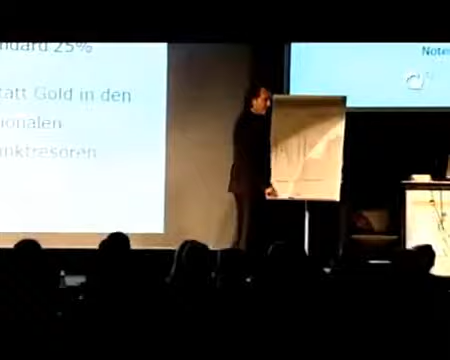 ndard 25%
tatt Gold in den
ionalen
nktresoren
Note